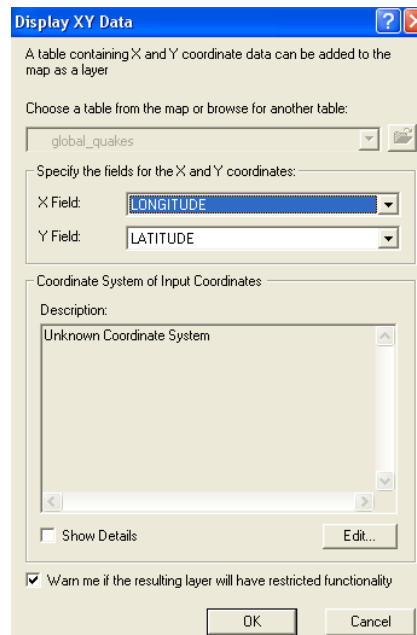 Display XY Data
A table containing X and Y coordinate data can be added to the
map as a layer
Choose a table from the map or browse for another table:
global_quakes
Specify the fields for the X and Y coordinates:
X Field: LONGITUDE
Y Field: LATITUDE
Coordinate System of Input Coordinates
Description:
Unknown Coordinate System
Show Details Edit...
Warn me if the resulting layer will have restricted functionality
OK Cancel